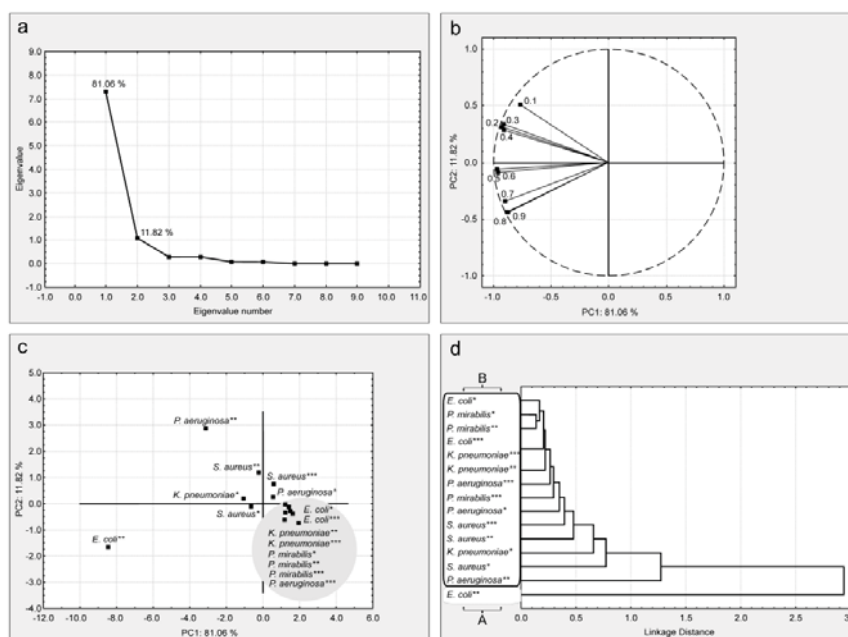 a
9.0
8.0
7.0
6.0
5.0
4.0
3.0
2.0
1.0
0.0
-1.0
81.06 %
11.82 %
Eigenvalue
-1.0 0.0 1.0 2.0 3.0 4.0 5.0 6.0 7.0 8.0 9.0 10.0 11.0
Eigenvalue number
b
1.0
0.5
0.0
-0.5
-1.0
PC2: 11.82 %
0.1
0.2 0.3
0.4
0.5 0.6
0.7
0.8 0.9
-1.0 -0.5 0.0 0.5 1.0
PC1: 81.06 %
c
5.0
4.0
3.0
2.0
1.0
0.0
-1.0
-2.0
-3.0
4.0
PC2: 11.82 %
P. aeruginosa**
S. aureus**
S. aureus***
K. pneumoniae*
P. aeruginosa*
S. aureus*
E. coli*
E. coli***
E. coli**
K. pneumoniae**
K. pneumoniae***
P. mirabilis*
P. mirabilis**
P. mirabilis***
P. aeruginosa***
-12.0 -10.0 -8.0 -6.0 -4.0 -2.0 0.0 2.0 4.0 6.0
PC1: 81.06 %
d
B
E. coli*
P. mirabilis*
P. mirabilis**
E. coli***
K. pneumoniae***
K. pneumoniae**
P. aeruginosa***
P. mirabilis***
P. aeruginosa*
S. aureus***
S. aureus**
K. pneumoniae*
S. aureus*
P. aeruginosa**
E. coli**
A
0.0 0.5 1.0 1.5 2.0 2.5
Linkage Distance